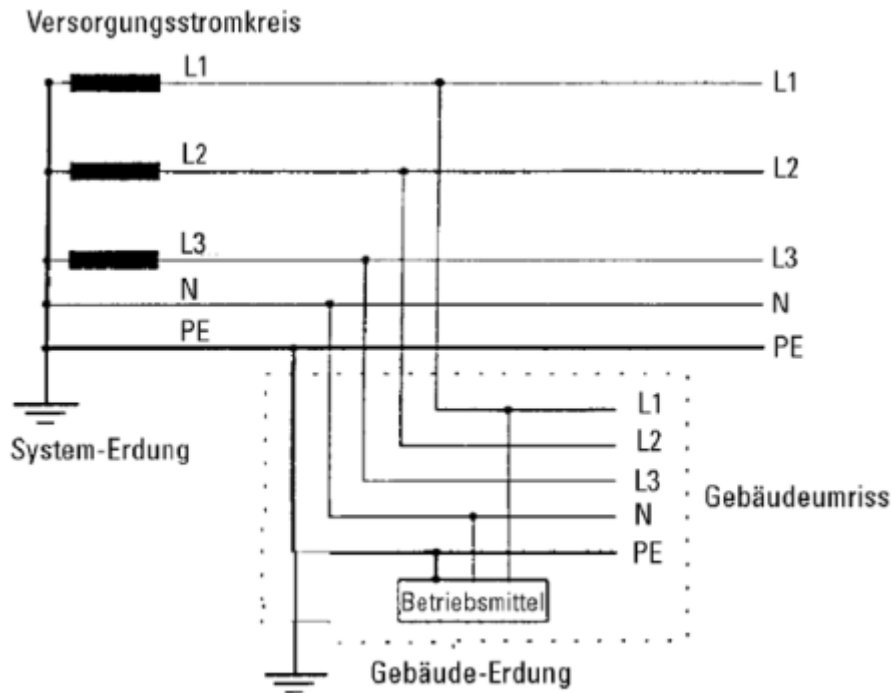 Versorgungsstromkreis
L1 L1
L2 L2
L3 L3
N N
PE PE
System-Erdung
L1
L2
L3
Gebäudeumriss
N
PE
Betriebsmittel
Gebäude-Erdung